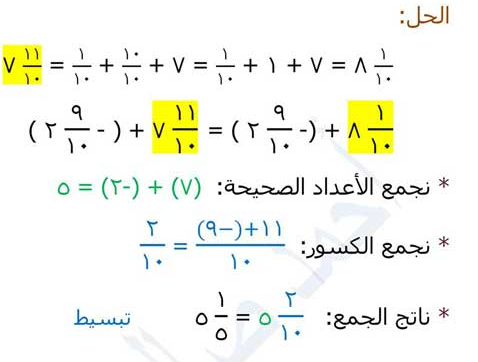 الحل:
٨ ١/١٠ = ٧ + ١ + ١/١٠ = ٧ + ١٠/١٠ + ١/١٠ = ٧ ١١/١٠
٨ ١/١٠ + (- ٢ ٩/١٠) = ٧ ١١/١٠ + (- ٢ ٩/١٠)
* نجمع الأعداد الصحيحة: (٧) + (-٢) = ٥
* نجمع الكسور: ١١+(−٩)/١٠ = ٢/١٠
* ناتج الجمع: ٥ ٢/١٠ = ٥ ١/٥ تبسيط